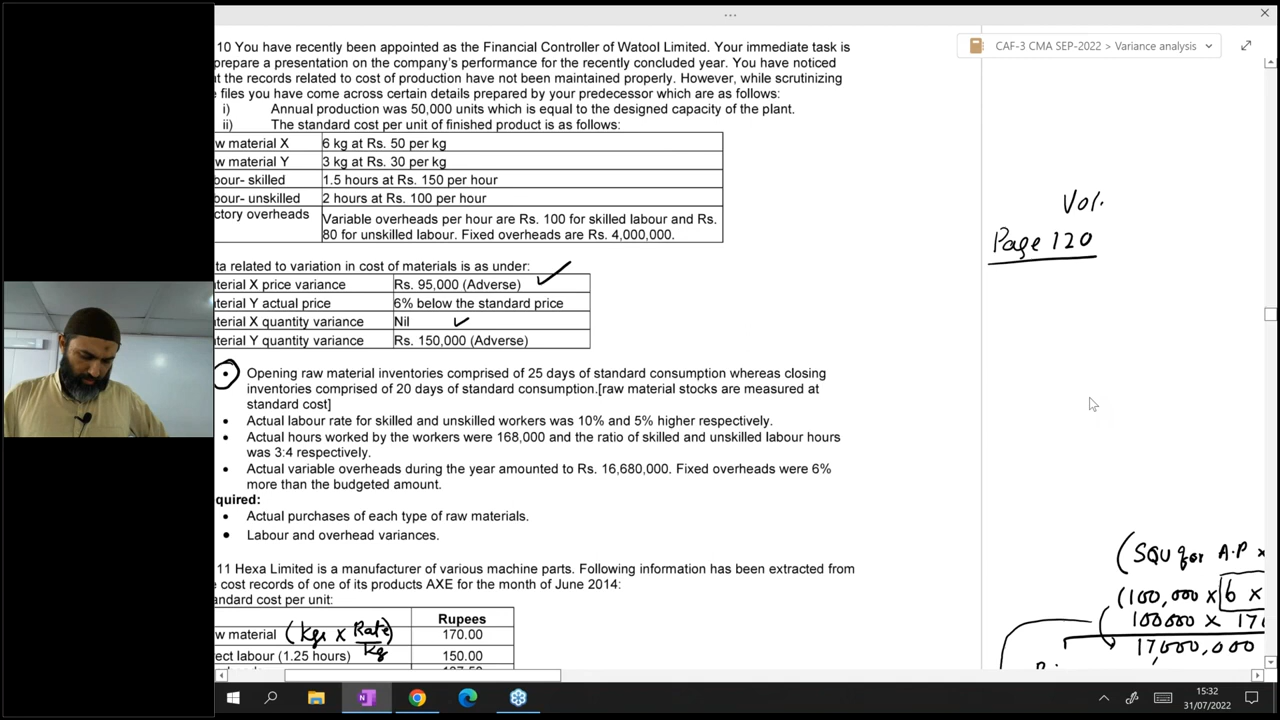 CAF-3 CMA SEP-2022 > Variance analysis
10 You have recently been appointed as the Financial Controller of Watool Limited. Your immediate task is
prepare a presentation on the company's performance for the recently concluded year. You have noticed
t the records related to cost of production have not been maintained properly. However, while scrutinizing
e files you have come across certain details prepared by your predecessor which are as follows:
i) Annual production was 50,000 units which is equal to the designed capacity of the plant.
ii) The standard cost per unit of finished product is as follows:
w material X 6 kg at Rs. 50 per kg
w material Y 3 kg at Rs. 30 per kg
bour- skilled 1.5 hours at Rs. 150 per hour
bour- unskilled 2 hours at Rs. 100 per hour
ctory overheads Variable overheads per hour are Rs. 100 for skilled labour and Rs.
80 for unskilled labour. Fixed overheads are Rs. 4,000,000.
Vol.
Page 120
ta related to variation in cost of materials is as under:
terial X price variance Rs. 95,000 (Adverse)
terial Y actual price 6% below the standard price
terial X quantity variance Nil
terial Y quantity variance Rs. 150,000 (Adverse)
• Opening raw material inventories comprised of 25 days of standard consumption whereas closing
inventories comprised of 20 days of standard consumption.[raw material stocks are measured at
standard cost]
• Actual labour rate for skilled and unskilled workers was 10% and 5% higher respectively.
• Actual hours worked by the workers were 168,000 and the ratio of skilled and unskilled labour hours
was 3:4 respectively.
• Actual variable overheads during the year amounted to Rs. 16,680,000. Fixed overheads were 6%
more than the budgeted amount.
quired:
• Actual purchases of each type of raw materials.
• Labour and overhead variances.
11 Hexa Limited is a manufacturer of various machine parts. Following information has been extracted from
e cost records of one of its products AXE for the month of June 2014:
andard cost per unit:
Rupees
w material (Kgs x Rate/Kg) 170.00
ect labour (1.25 hours) 150.00
(SQU for A.P x
(100,000 x 6 x
100000 x 17
17000,000
15:32
31/07/2022